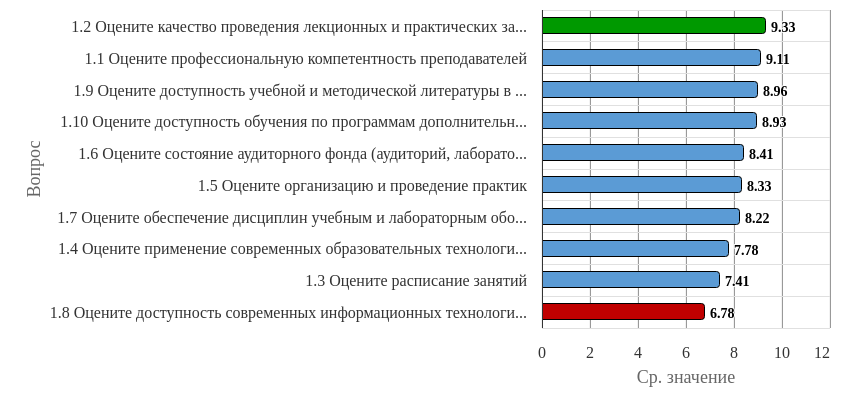 1.2 Оцените качество проведения лекционных и практических за... 9.33
1.1 Оцените профессиональную компетентность преподавателей 9.11
1.9 Оцените доступность учебной и методической литературы в ... 8.96
1.10 Оцените доступность обучения по программам дополнительн... 8.93
1.6 Оцените состояние аудиторного фонда (аудиторий, лаборато... 8.41
1.5 Оцените организацию и проведение практик 8.33
1.7 Оцените обеспечение дисциплин учебным и лабораторным обо... 8.22
1.4 Оцените применение современных образовательных технологи... 7.78
1.3 Оцените расписание занятий 7.41
1.8 Оцените доступность современных информационных технологи... 6.78
Вопрос
0 2 4 6 8 10 12
Ср. значение